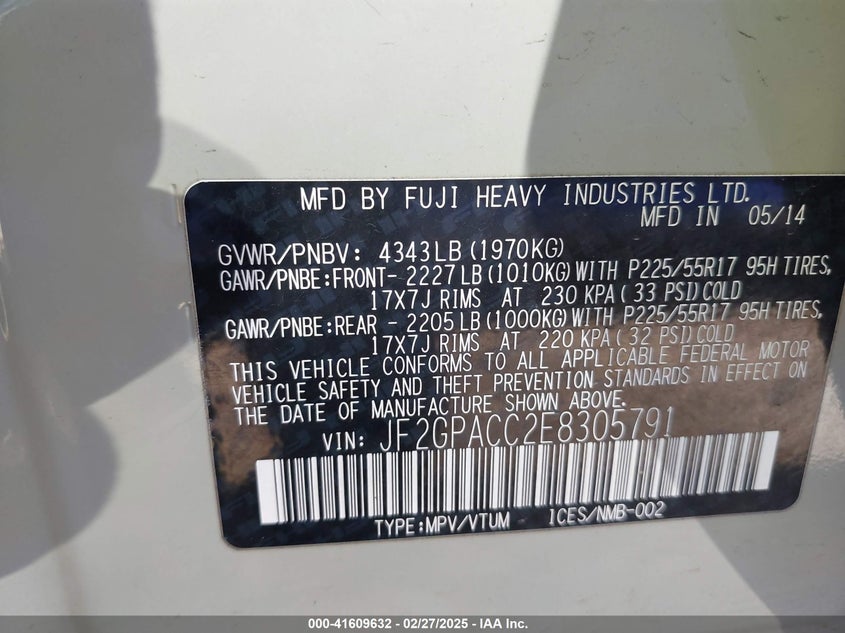 MFD BY FUJI HEAVY INDUSTRIES LTD.
MFD IN 05/14
GVWR/PNBV: 4343LB (1970KG)
GAWR/PNBE:FRONT- 2227LB (1010KG) WITH P225/55R17 95H TIRES,
17X7J RIMS AT 230 KPA ( 33 PSI) COLD
GAWR/PNBE:REAR - 2205LB (1000KG) WITH P225/55R17 95H TIRES,
17X7J RIMS AT 220 KPA ( 32 PSI) COLD
THIS VEHICLE CONFORMS TO ALL APPLICABLE FEDERAL MOTOR
VEHICLE SAFETY AND THEFT PREVENTION STANDARDS IN EFFECT ON
THE DATE OF MANUFACTURE SHOWN ABOVE.
VIN: JF2GPACC2E8305791
TYPE:MPV/VTUM ICES/NMB-002
000-41609632 - 02/27/2025 - IAA Inc.